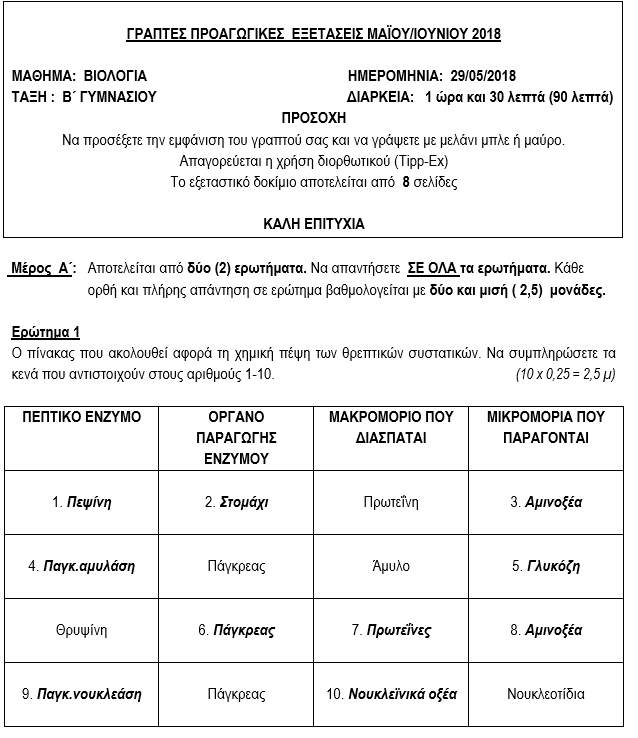 ΓΡΑΠΤΕΣ ΠΡΟΑΓΩΓΙΚΕΣ ΕΞΕΤΑΣΕΙΣ ΜΑΪΟΥ/ΙΟΥΝΙΟΥ 2018
ΜΑΘΗΜΑ: ΒΙΟΛΟΓΙΑ ΗΜΕΡΟΜΗΝΙΑ: 29/05/2018
ΤΑΞΗ : Β΄ ΓΥΜΝΑΣΙΟΥ ΔΙΑΡΚΕΙΑ: 1 ώρα και 30 λεπτά (90 λεπτά)
ΠΡΟΣΟΧΗ
Να προσέξετε την εμφάνιση του γραπτού σας και να γράψετε με μελάνι μπλε ή μαύρο.
Απαγορεύεται η χρήση διορθωτικού (Tipp-Ex)
Το εξεταστικό δοκίμιο αποτελείται από 8 σελίδες
ΚΑΛΗ ΕΠΙΤΥΧΙΑ
Μέρος Α΄: Αποτελείται από δύο (2) ερωτήματα. Να απαντήσετε ΣΕ ΟΛΑ τα ερωτήματα. Κάθε
ορθή και πλήρης απάντηση σε ερώτημα βαθμολογείται με δύο και μισή ( 2,5) μονάδες.
Ερώτημα 1
Ο πίνακας που ακολουθεί αφορά τη χημική πέψη των θρεπτικών συστατικών. Να συμπληρώσετε τα
κενά που αντιστοιχούν στους αριθμούς 1-10. (10 x 0,25 = 2,5 μ)
ΠΕΠΤΙΚΟ ΕΝΖΥΜΟ ΟΡΓΑΝΟ ΜΑΚΡΟΜΟΡΙΟ ΠΟΥ ΜΙΚΡΟΜΟΡΙΑ ΠΟΥ
ΠΑΡΑΓΩΓΗΣ ΔΙΑΣΠΑΤΑΙ ΠΑΡΑΓΟΝΤΑΙ
ΕΝΖΥΜΟΥ
1. Πεψίνη 2. Στομάχι Πρωτεΐνη 3. Αμινοξέα
4. Παγκ.αμυλάση Πάγκρεας Άμυλο 5. Γλυκόζη
Θρυψίνη 6. Πάγκρεας 7. Πρωτεΐνες 8. Αμινοξέα
9. Παγκ.νουκλεάση Πάγκρεας 10. Νουκλεϊνικά οξέα Νουκλεοτίδια